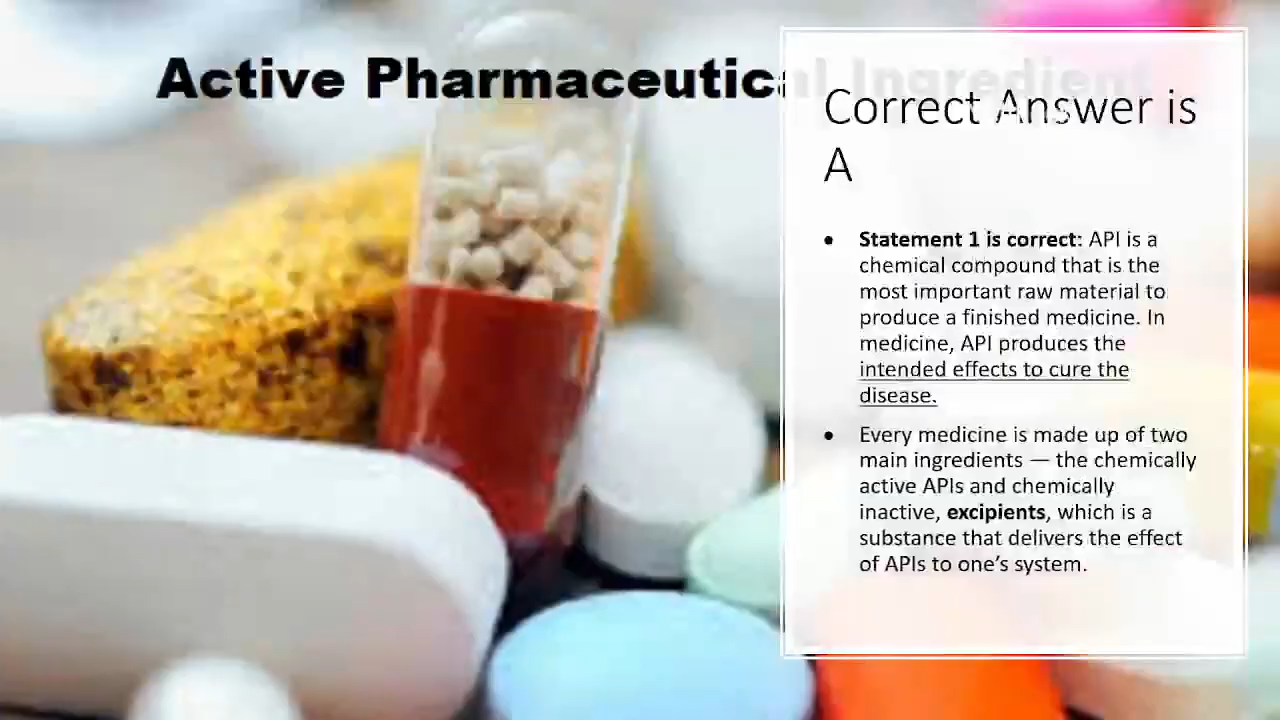 Active Pharmaceutical Ingredient
Correct Answer is
A
• Statement 1 is correct: API is a
chemical compound that is the
most important raw material to
produce a finished medicine. In
medicine, API produces the
intended effects to cure the
disease.
• Every medicine is made up of two
main ingredients — the chemically
active APIs and chemically
inactive, excipients, which is a
substance that delivers the effect
of APIs to one’s system.